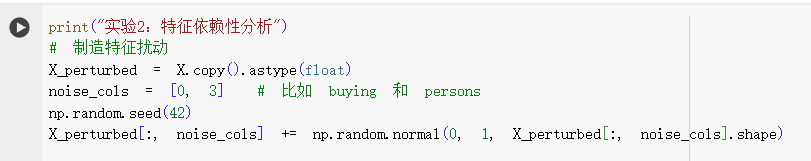 print("实验2：特征依赖性分析")
# 制造特征扰动
X_perturbed = X.copy().astype(float)
noise_cols = [0, 3]  # 比如 buying 和 persons
np.random.seed(42)
X_perturbed[:, noise_cols] += np.random.normal(0, 1, X_perturbed[:, noise_cols].shape)